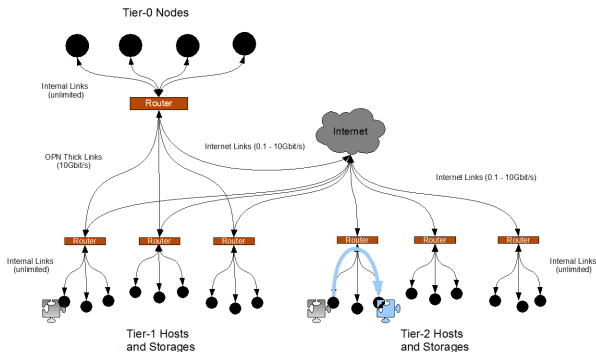 Tier-0 Nodes
Internal Links
(unlimited)
Router
Internet Links (0.1 - 10Gbit/s)
Internet
OPN Thick Links
(10Gbit/s)
Internet Links (0.1 - 10Gbit/s)
Router
Router
Router
Router
Router
Router
Internal Links
(unlimited)
Internal Links
(unlimited)
Tier-1 Hosts
and Storages
Tier-2 Hosts
and Storages